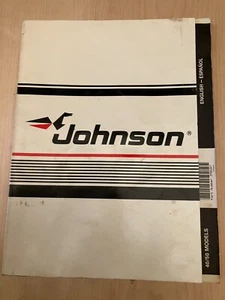 Johnson®
ENGLISH – ESPAÑOL
40/50 MODELS